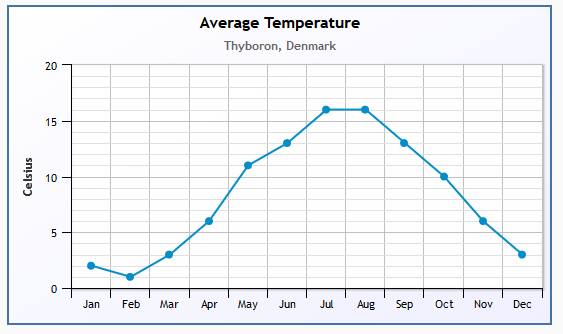 Average Temperature
Thyboron, Denmark
Celsius
20
15
10
5
0
Jan Feb Mar Apr May Jun Jul Aug Sep Oct Nov Dec